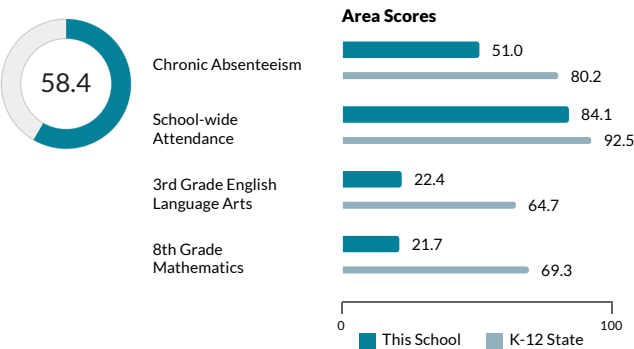 Area Scores
58.4
Chronic Absenteeism
51.0
80.2
School-wide
Attendance
84.1
92.5
3rd Grade English
Language Arts
22.4
64.7
8th Grade
Mathematics
21.7
69.3
0
100
This School
K-12 State